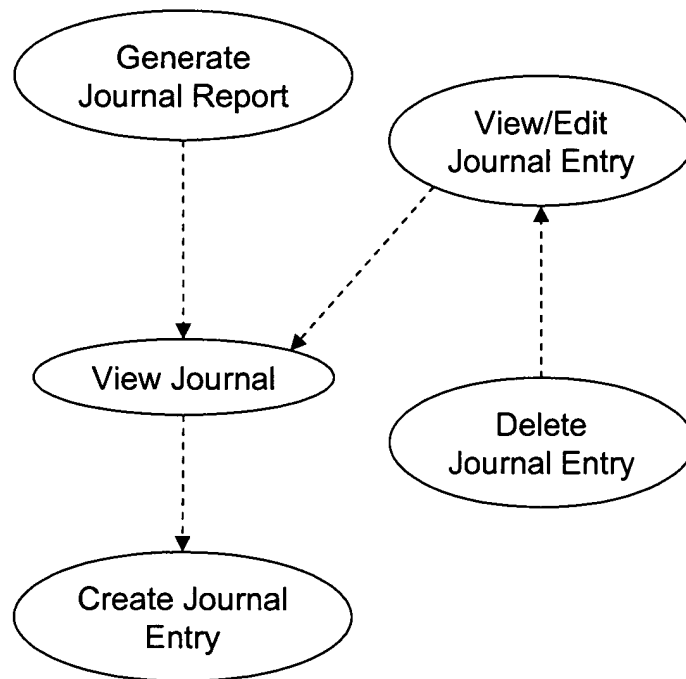 Generate
Journal Report
View/Edit
Journal Entry
View Journal
Delete
Journal Entry
Create Journal
Entry